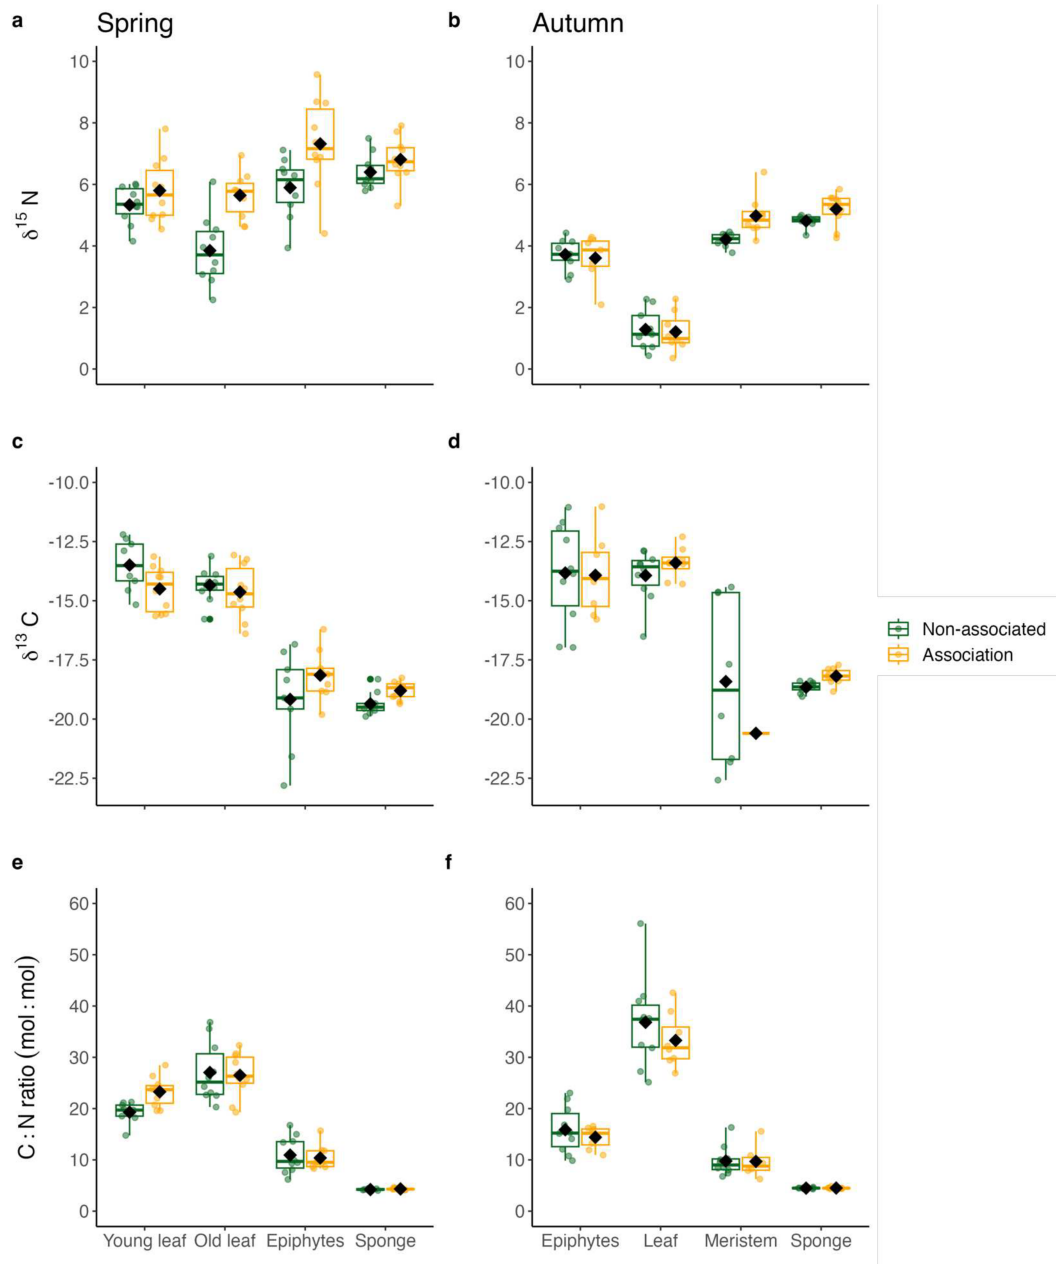 a Spring b Autumn
10 10
8 8
6 6
4 4
2 2
0 0
δ15 N
c d
-10.0 -10.0
-12.5 -12.5
-15.0 -15.0
-17.5 -17.5
-20.0 -20.0
-22.5 -22.5
δ13 C
Non-associated
Association
e f
60 60
50 50
40 40
30 30
20 20
10 10
0 0
C:N ratio (mol:mol)
Young leaf Old leaf Epiphytes Sponge Epiphytes Leaf Meristem Sponge